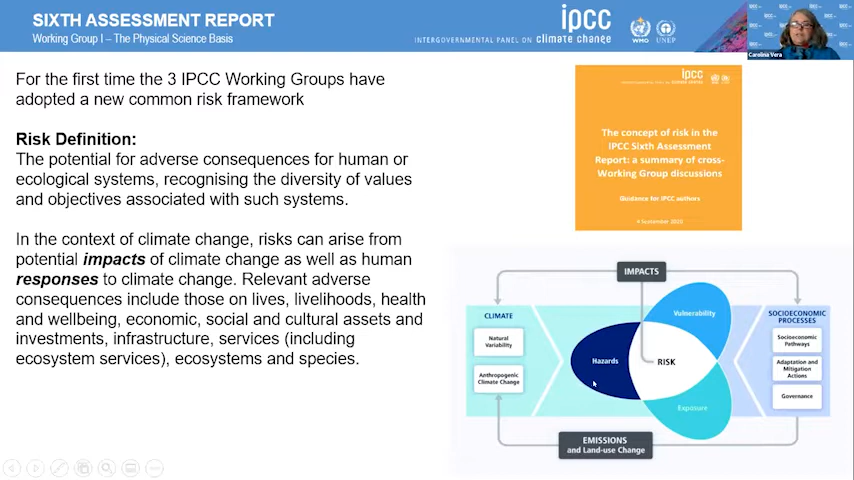 SIXTH ASSESSMENT REPORT
Working Group I – The Physical Science Basis
INTERGOVERNMENTAL PANEL ON climate change
ipcc
WMO
UNEP
Carolina Vera
For the first time the 3 IPCC Working Groups have
adopted a new common risk framework
Risk Definition:
The potential for adverse consequences for human or
ecological systems, recognising the diversity of values
and objectives associated with such systems.
In the context of climate change, risks can arise from
potential impacts of climate change as well as human
responses to climate change. Relevant adverse
consequences include those on lives, livelihoods, health
and wellbeing, economic, social and cultural assets and
investments, infrastructure, services (including
ecosystem services), ecosystems and species.
ipcc
The concept of risk in the
IPCC Sixth Assessment
Report: a summary of cross-
Working Group discussions
Guidance for IPCC authors
4 September 2020
IMPACTS
CLIMATE
Natural
Variability
Anthropogenic
Climate Change
Vulnerability
Hazards
RISK
Exposure
SOCIOECONOMIC
PROCESSES
Socioeconomic
Pathways
Adaptation and
Mitigation
Actions
Governance
EMISSIONS
and Land-use Change